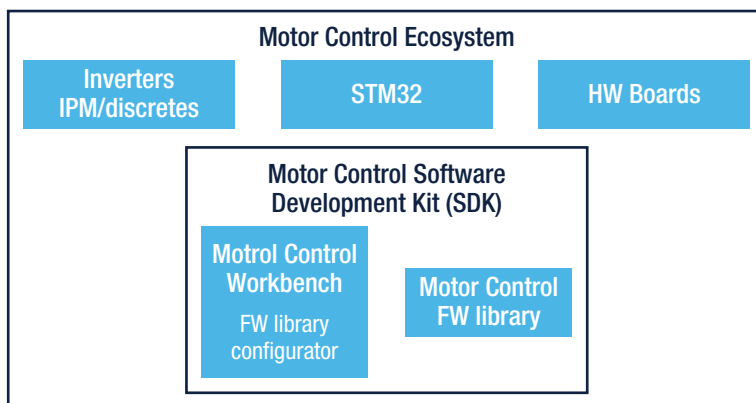 Motor Control Ecosystem
Inverters
IPM/discretes
STM32
HW Boards
Motor Control Software
Development Kit (SDK)
Motrol Control
Workbench
FW library
configurator
Motor Control
FW library